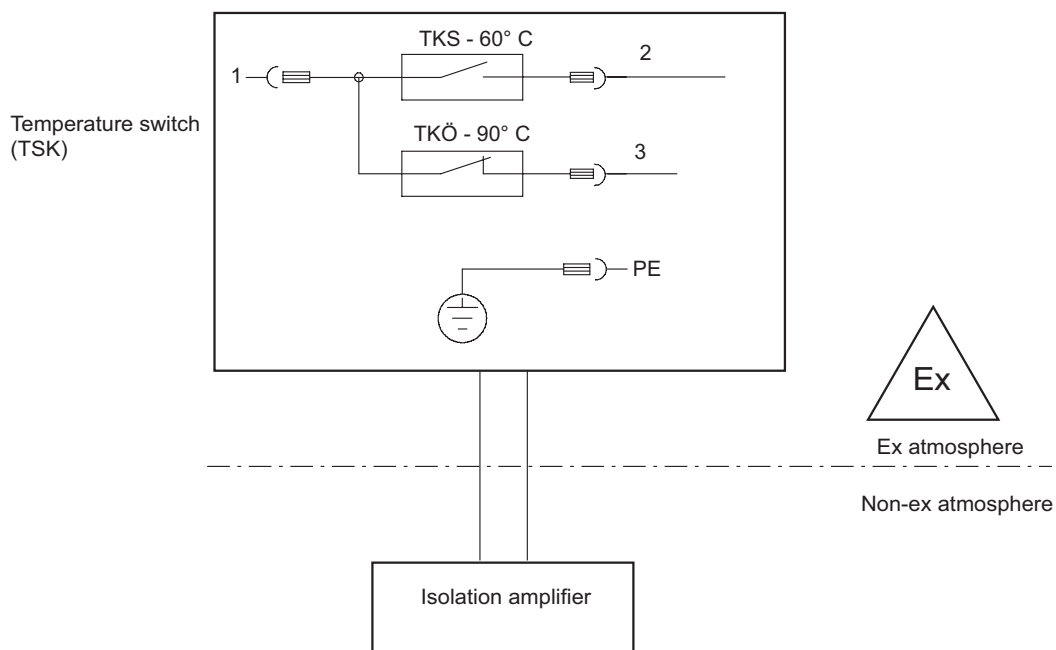 TKS - 60° C
1
2
Temperature switch
(TSK)
TKÖ - 90° C
3
PE
Ex
Ex atmosphere
Non-ex atmosphere
Isolation amplifier